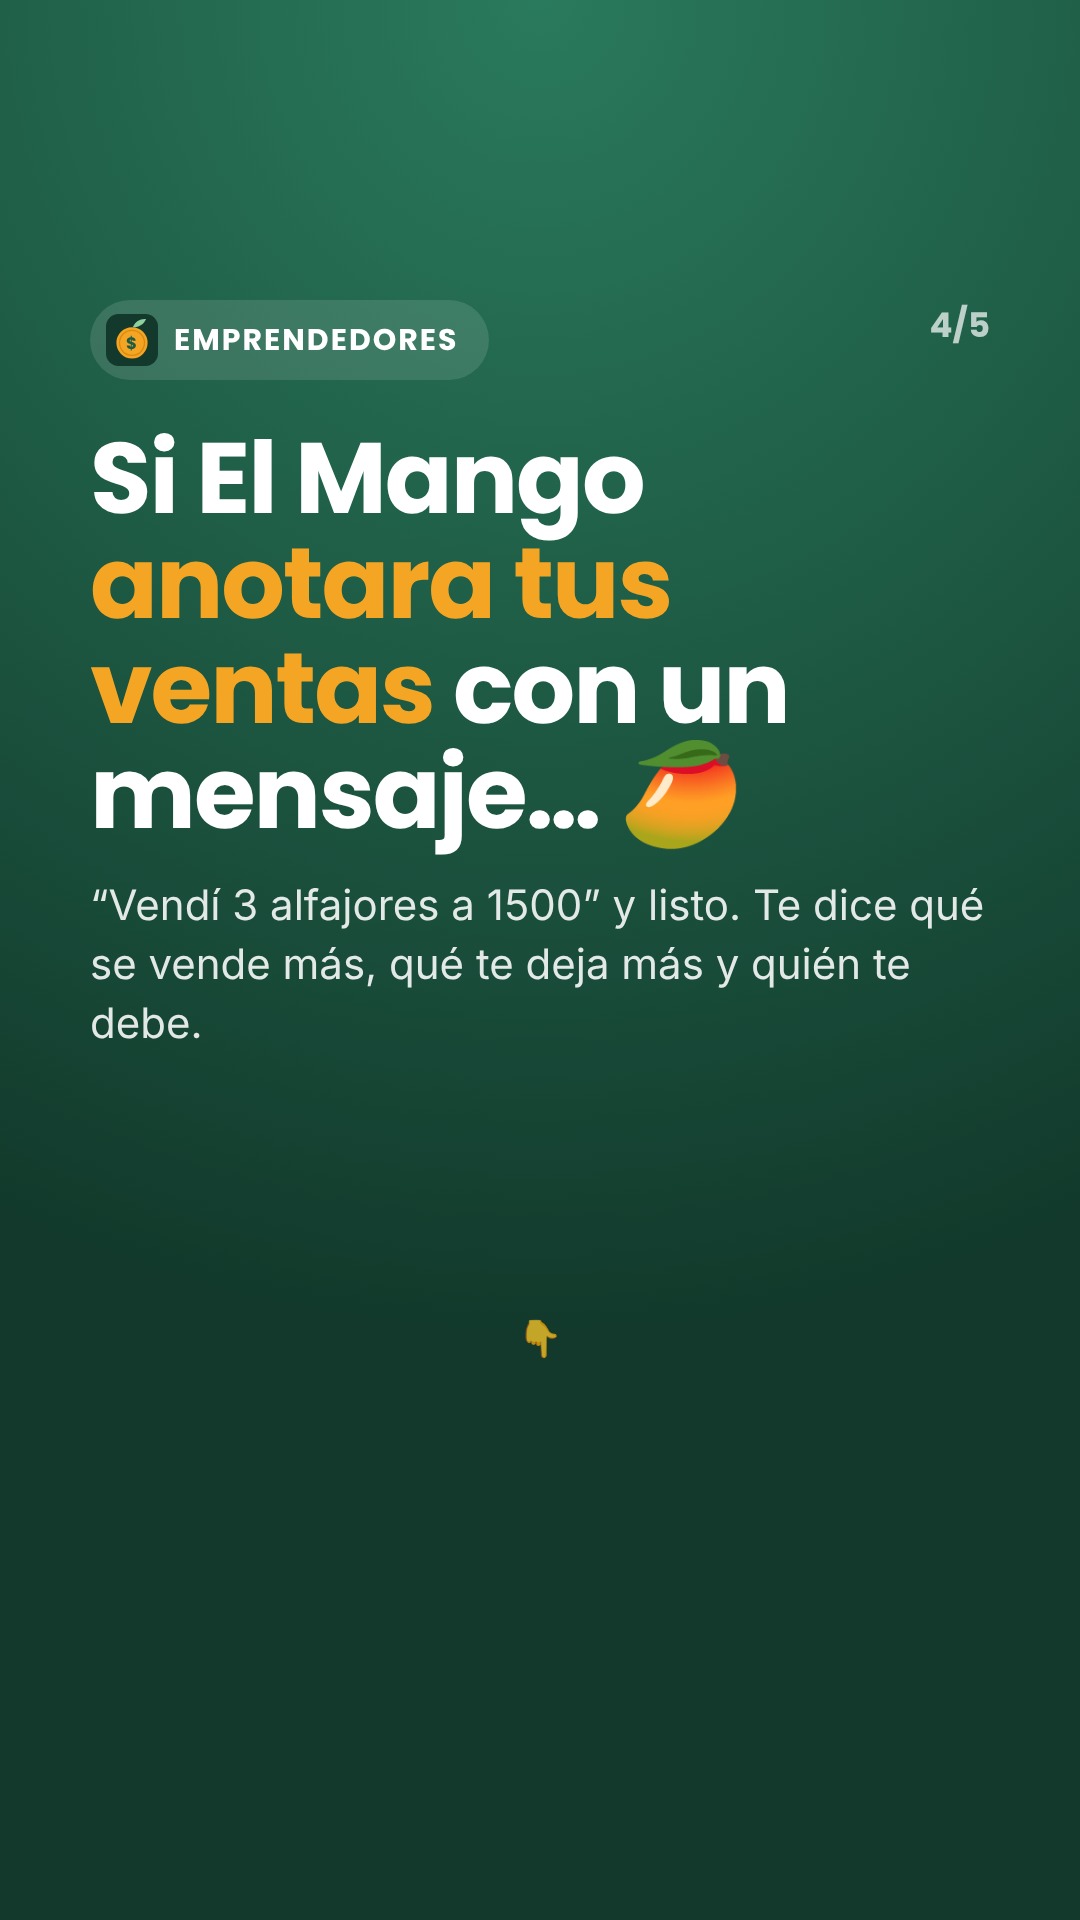 EMPRENDEDORES
4/5
Si El Mango
anotara tus
ventas con un
mensaje... 🥭
“Vendí 3 alfajores a 1500” y listo. Te dice qué
se vende más, qué te deja más y quién te
debe.
👇